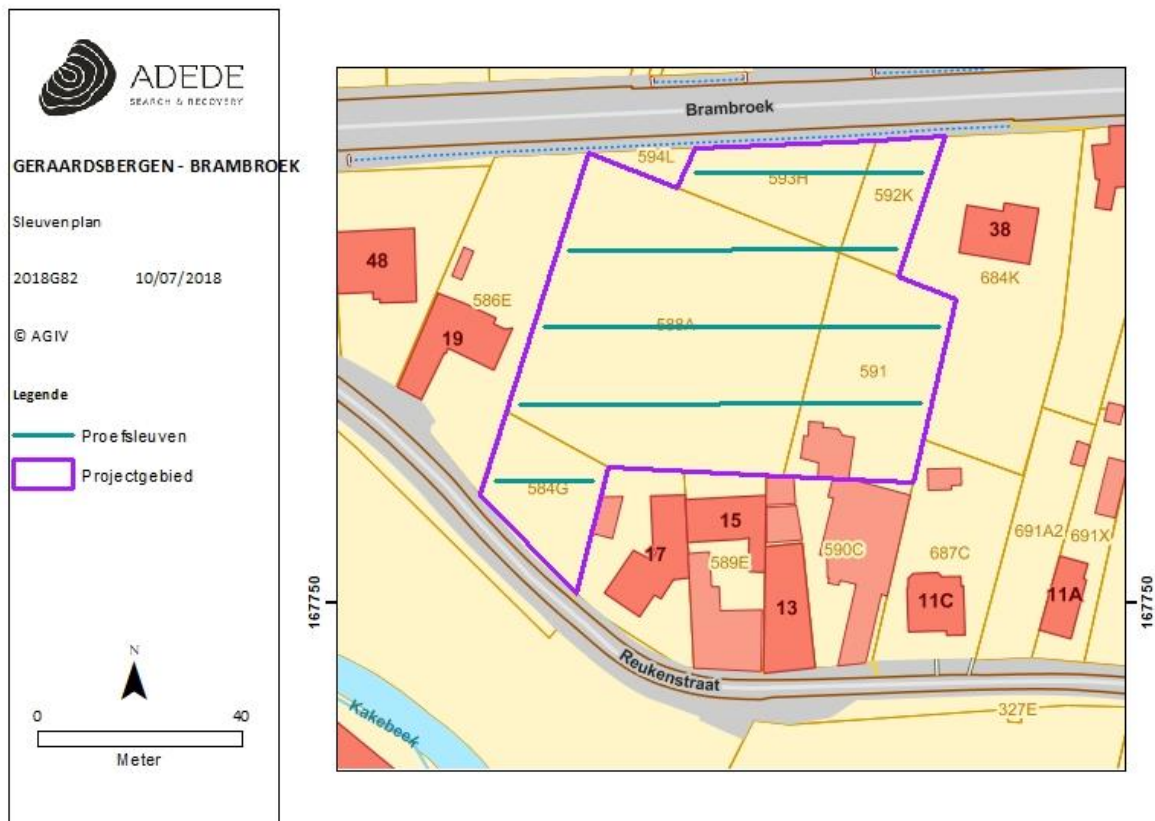 ADEDE
SEARCH & RECOVERY
GERAARDSBERGEN - BRAMBROEK
Sleuvenplan
2018G82 10/07/2018
© AGIV
Legende
Proefsleuven
Projectgebied
N
0 40
Meter
Brambroek
594L
593H
592K
38
48
684K
586E
19
588A
591
584G
15
17
589E
590C
13
687C
11C
691A2
691X
11A
167750
167750
Reukenstraat
327E
Kakebeek